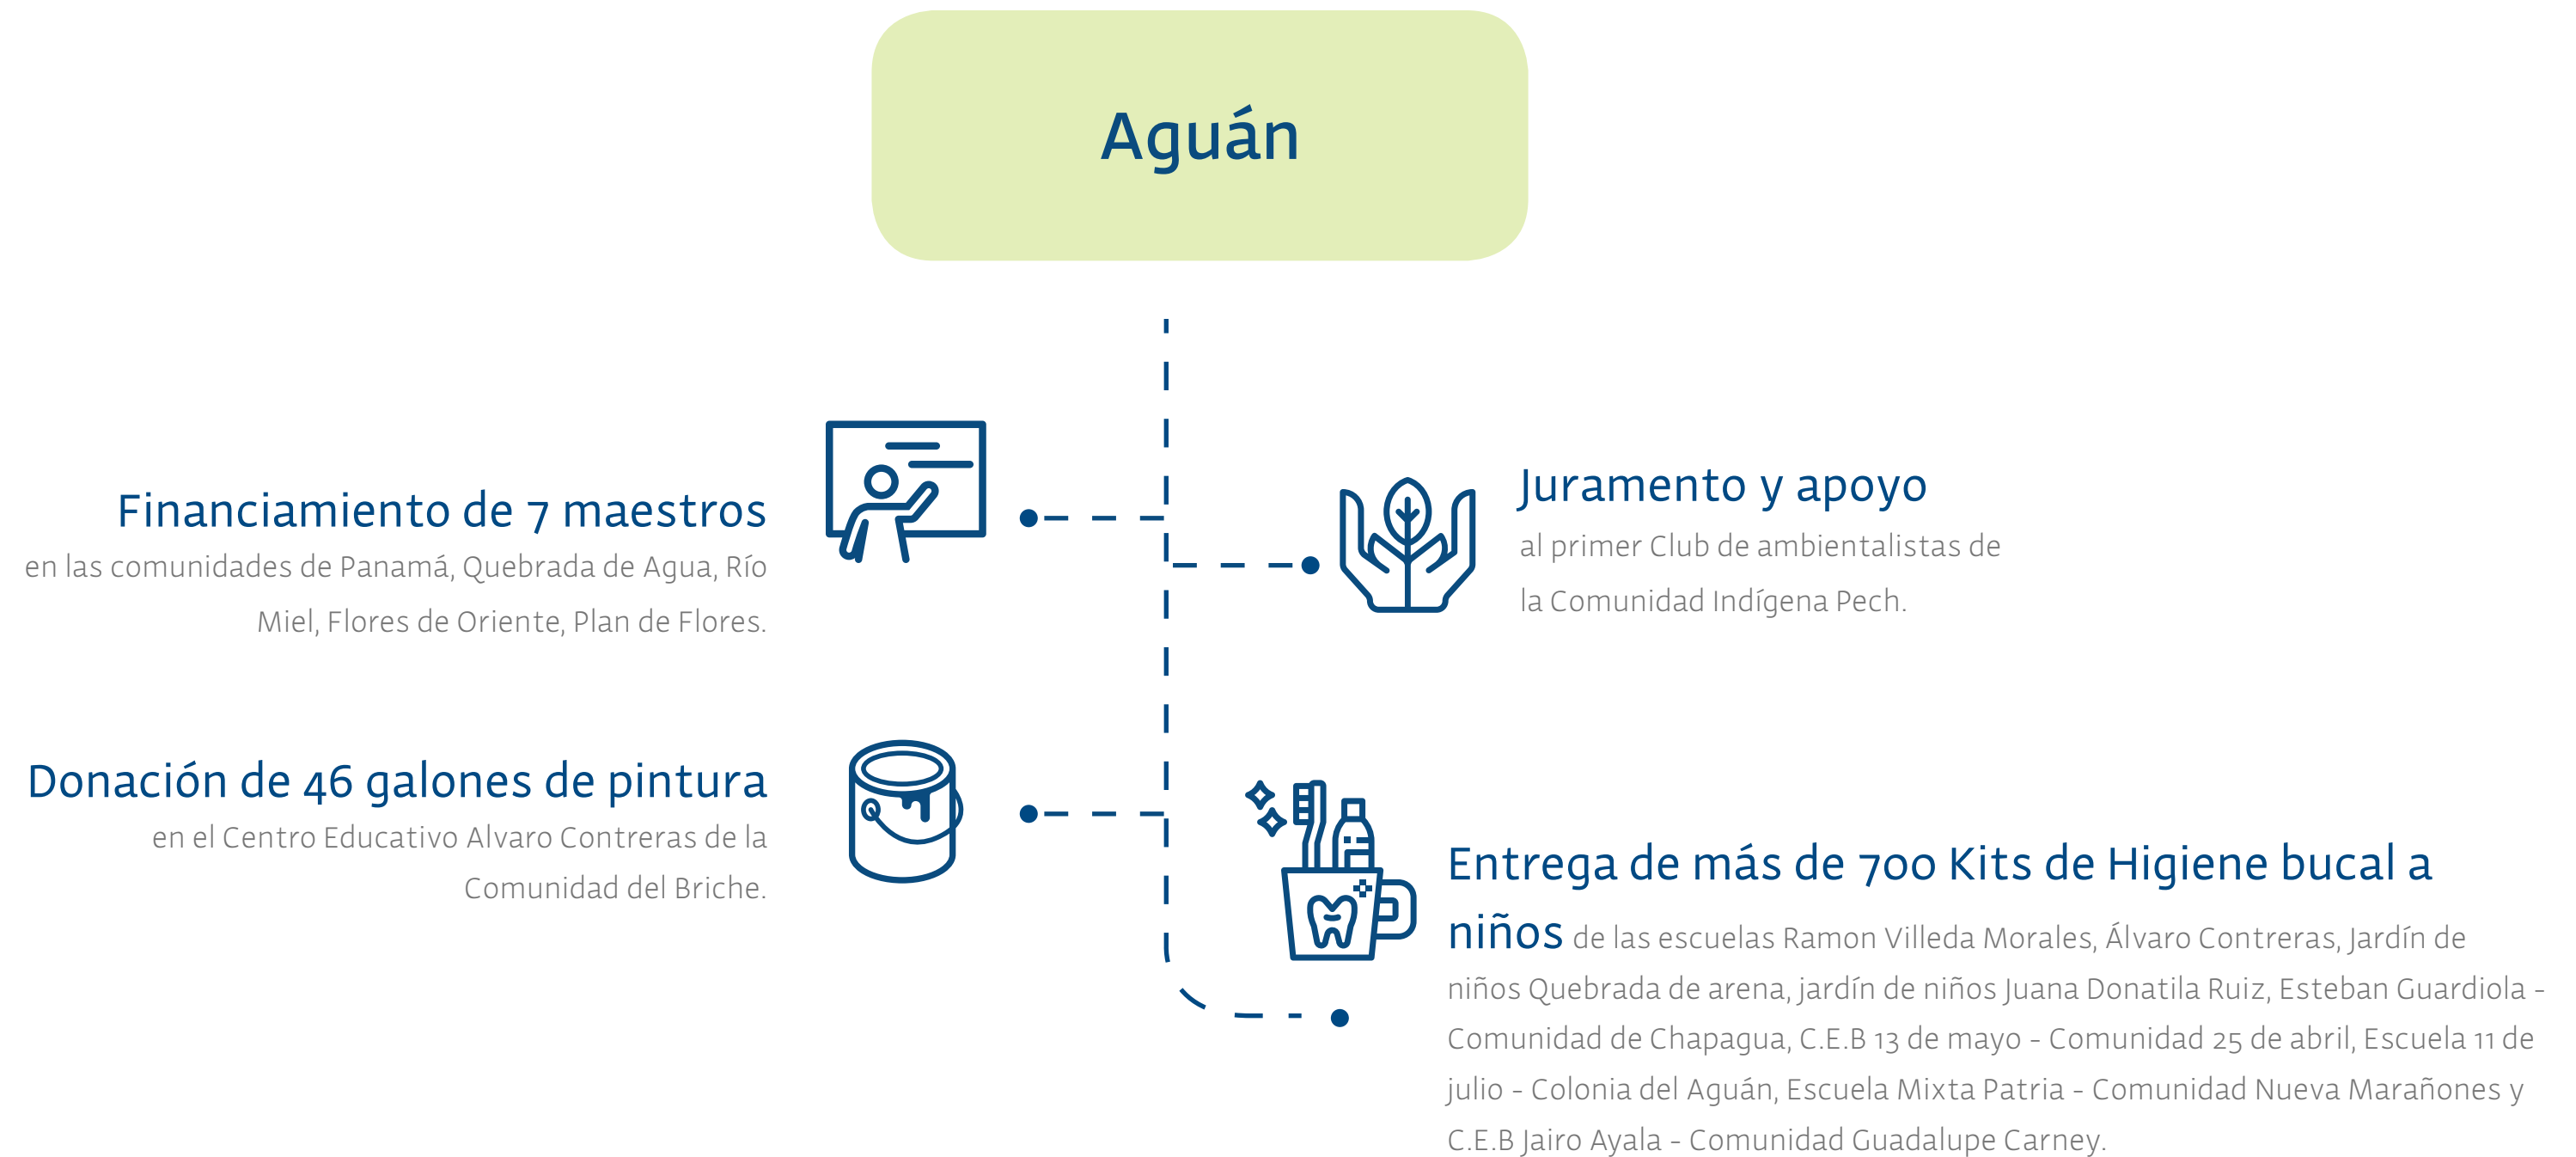 Aguán
Financiamiento de 7 maestros
en las comunidades de Panamá, Quebrada de Agua, Río
Miel, Flores de Oriente, Plan de Flores.
Juramento y apoyo
al primer Club de ambientalistas de
la Comunidad Indígena Pech.
Donación de 46 galones de pintura
en el Centro Educativo Alvaro Contreras de la
Comunidad del Briche.
Entrega de más de 700 Kits de Higiene bucal a
niños de las escuelas Ramon Villeda Morales, Álvaro Contreras, Jardín de
niños Quebrada de arena, jardín de niños Juana Donatila Ruiz, Esteban Guardiola -
Comunidad de Chapagua, C.E.B 13 de mayo - Comunidad 25 de abril, Escuela 11 de
julio - Colonia del Aguán, Escuela Mixta Patria - Comunidad Nueva Marañones y
C.E.B Jairo Ayala - Comunidad Guadalupe Carney.